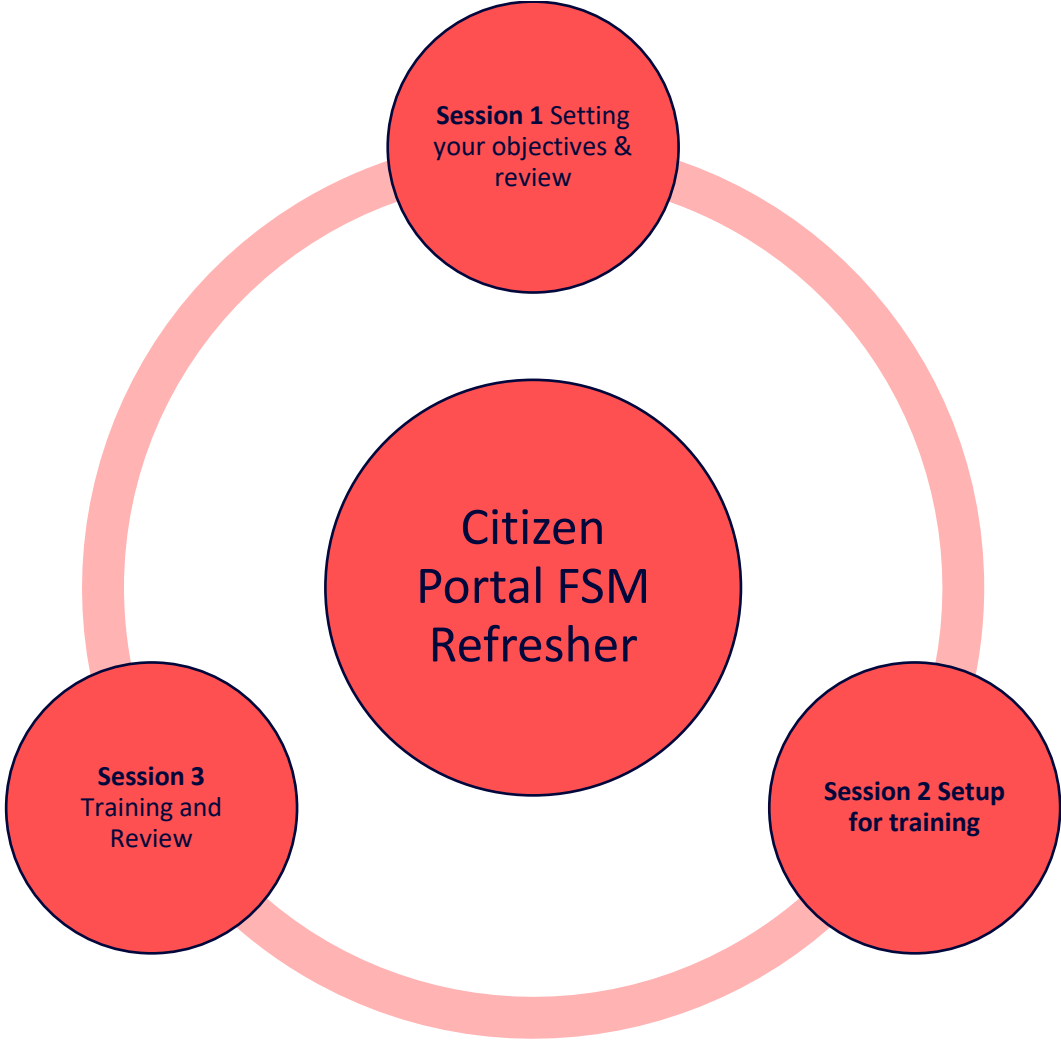 Session 1 Setting
your objectives &
review
Citizen
Portal FSM
Refresher
Session 3
Training and
Review
Session 2 Setup
for training